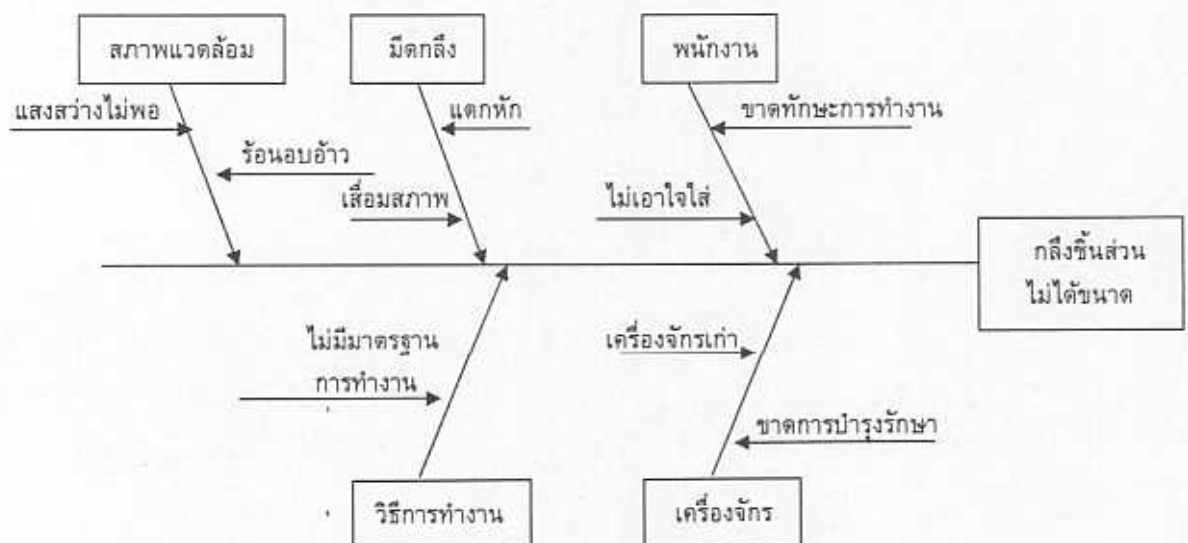 สภาพแวดล้อม
มีดกลึง
พนักงาน
แสงสว่างไม่พอ
แตกหัก
ขาดทักษะการทำงาน
ร้อนอบอ้าว
เสื่อมสภาพ
ไม่เอาใจใส่
กลึงชิ้นส่วน
ไม่ได้ขนาด
ไม่มีมาตรฐาน
การทำงาน
เครื่องจักรเก่า
ขาดการบำรุงรักษา
วิธีการทำงาน
เครื่องจักร